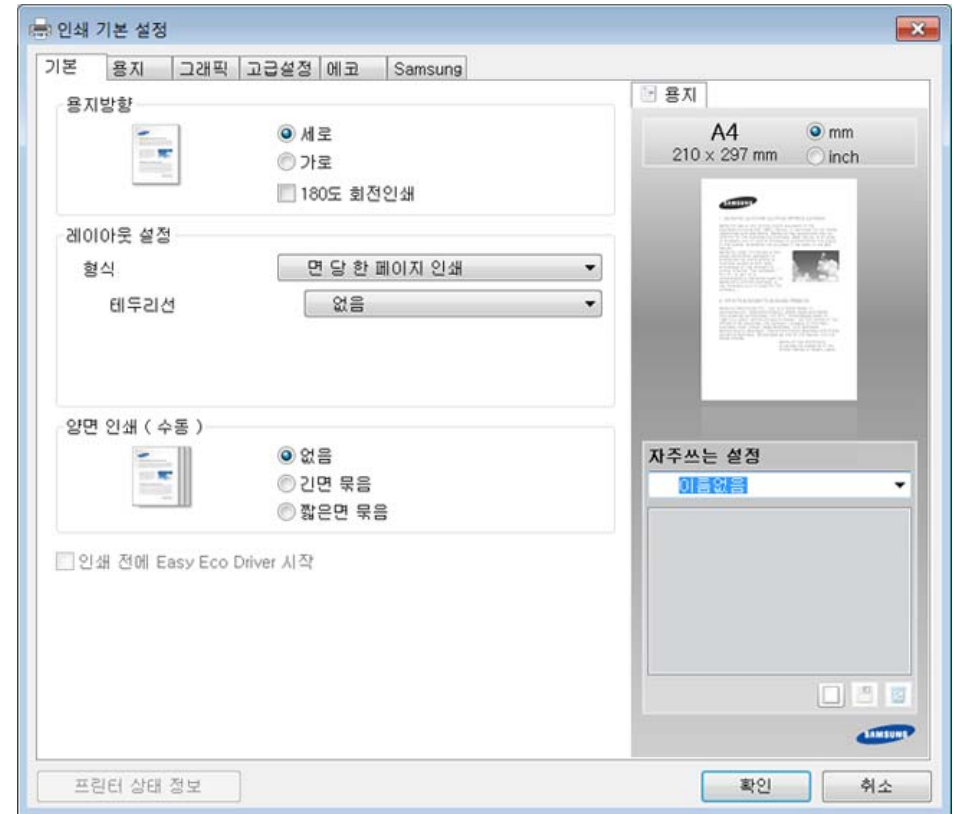 인쇄 기본 설정
기본 용지 그래픽 고급설정 에코 Samsung
용지방향
세로
가로
180도 회전인쇄
레이아웃 설정
형식 면 당 한 페이지 인쇄
테두리선 없음
양면 인쇄 ( 수동 )
없음
긴면 묶음
짧은면 묶음
인쇄 전에 Easy Eco Driver 시작
용지
A4
210 x 297 mm
mm
inch
SAMSUNG
자주쓰는 설정
이름없음
SAMSUNG
프린터 상태 정보 확인 취소